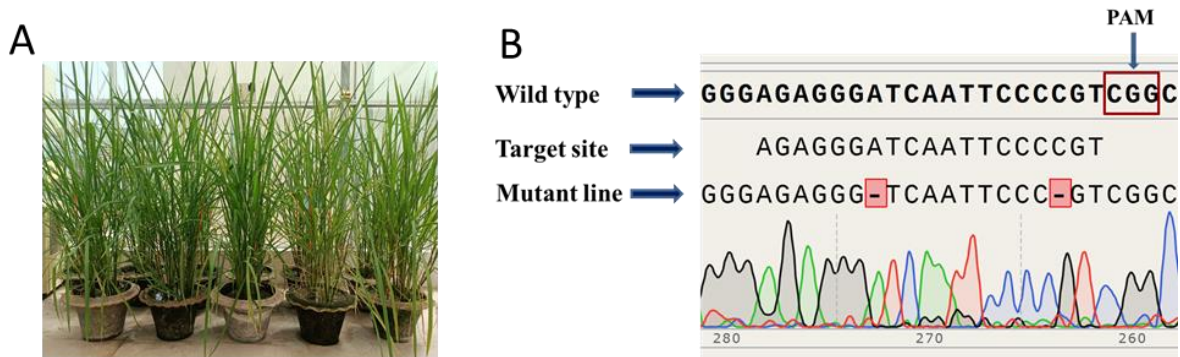 A
B
PAM
Wild type
GGGAGAGGGATCAATTCCCCGTCGGC
Target site
AGAGGGATCAATTCCCCGT
Mutant line
GGGAGAGGG-TCAATTCCC-GTCGGC
280 270 260